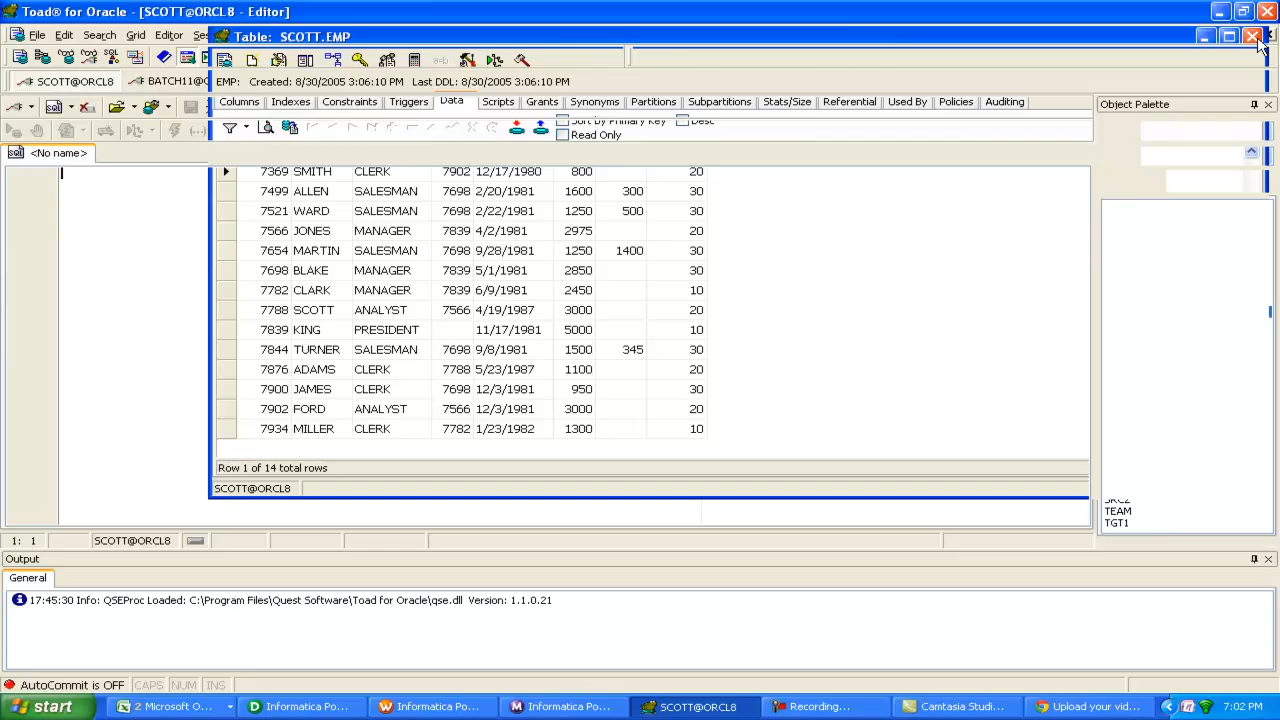 Toad® for Oracle - [SCOTT@ORCL8 - Editor]
File Edit Search Grid Editor
Table: SCOTT.EMP
SCOTT@ORCL8 BATCH11@
EMP: Created: 8/30/2005 3:06:10 PM Last DDL: 8/30/2005 3:06:10 PM
Columns Indexes Constraints Triggers Data Scripts Grants Synonyms Partitions Subpartitions Stats/Size Referential Used By Policies Auditing
Object Palette
Sort by Primary Key Desc
Read Only
<No name>
7369 SMITH CLERK 7902 12/17/1980 800 20
7499 ALLEN SALESMAN 7698 2/20/1981 1600 300 30
7521 WARD SALESMAN 7698 2/22/1981 1250 500 30
7566 JONES MANAGER 7839 4/2/1981 2975 20
7654 MARTIN SALESMAN 7698 9/28/1981 1250 1400 30
7698 BLAKE MANAGER 7839 5/1/1981 2850 30
7782 CLARK MANAGER 7839 6/9/1981 2450 10
7788 SCOTT ANALYST 7566 4/19/1987 3000 20
7839 KING PRESIDENT 11/17/1981 5000 10
7844 TURNER SALESMAN 7698 9/8/1981 1500 345 30
7876 ADAMS CLERK 7788 5/23/1987 1100 20
7900 JAMES CLERK 7698 12/3/1981 950 30
7902 FORD ANALYST 7566 12/3/1981 3000 20
7934 MILLER CLERK 7782 1/23/1982 1300 10
Row 1 of 14 total rows
SCOTT@ORCL8
TEAM
TGT1
1: 1 SCOTT@ORCL8
Output
General
17:45:30 Info: QSEProc Loaded: C:\Program Files\Quest Software\Toad for Oracle\qse.dll Version: 1.1.0.21
AutoCommit is OFF CAPS NUM INS
start 2 Microsoft O... Informatica Po... Informatica Po... Informatica Po... SCOTT@ORCL8 Recording... Camtasia Studi... Upload your vid... 7:02 PM